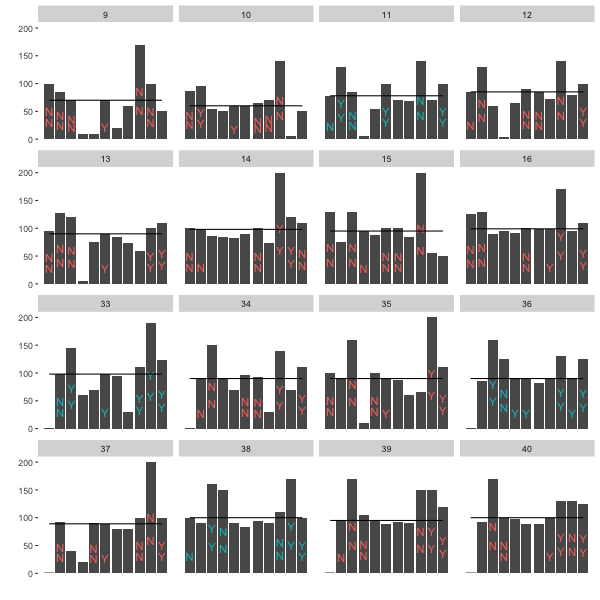 9 10 11 12
200
150
100
50
0
N N N N N
N N N Y N N
N Y N N N
N Y Y N N N
Y N Y N
N Y N Y N
N N N Y
N N N N N Y
13 14 15 16
200
150
100
50
0
N N N Y Y
N N N N Y Y
N N Y Y N
N N N Y Y N
N N N N N
N N N N N N
N N N Y Y
N N N Y Y Y
33 34 35 36
200
150
100
50
0
N Y Y Y Y
N Y Y Y Y Y
N N N Y Y
N N N N Y Y
N N N Y Y
N N N Y Y Y
Y N Y Y
Y N Y Y Y Y
37 38 39 40
200
150
100
50
0
N N N N Y
N N Y N N Y
Y N N Y Y
N Y N N Y Y
N N Y Y Y
N N N Y Y Y
N N Y Y Y
N N Y Y Y Y